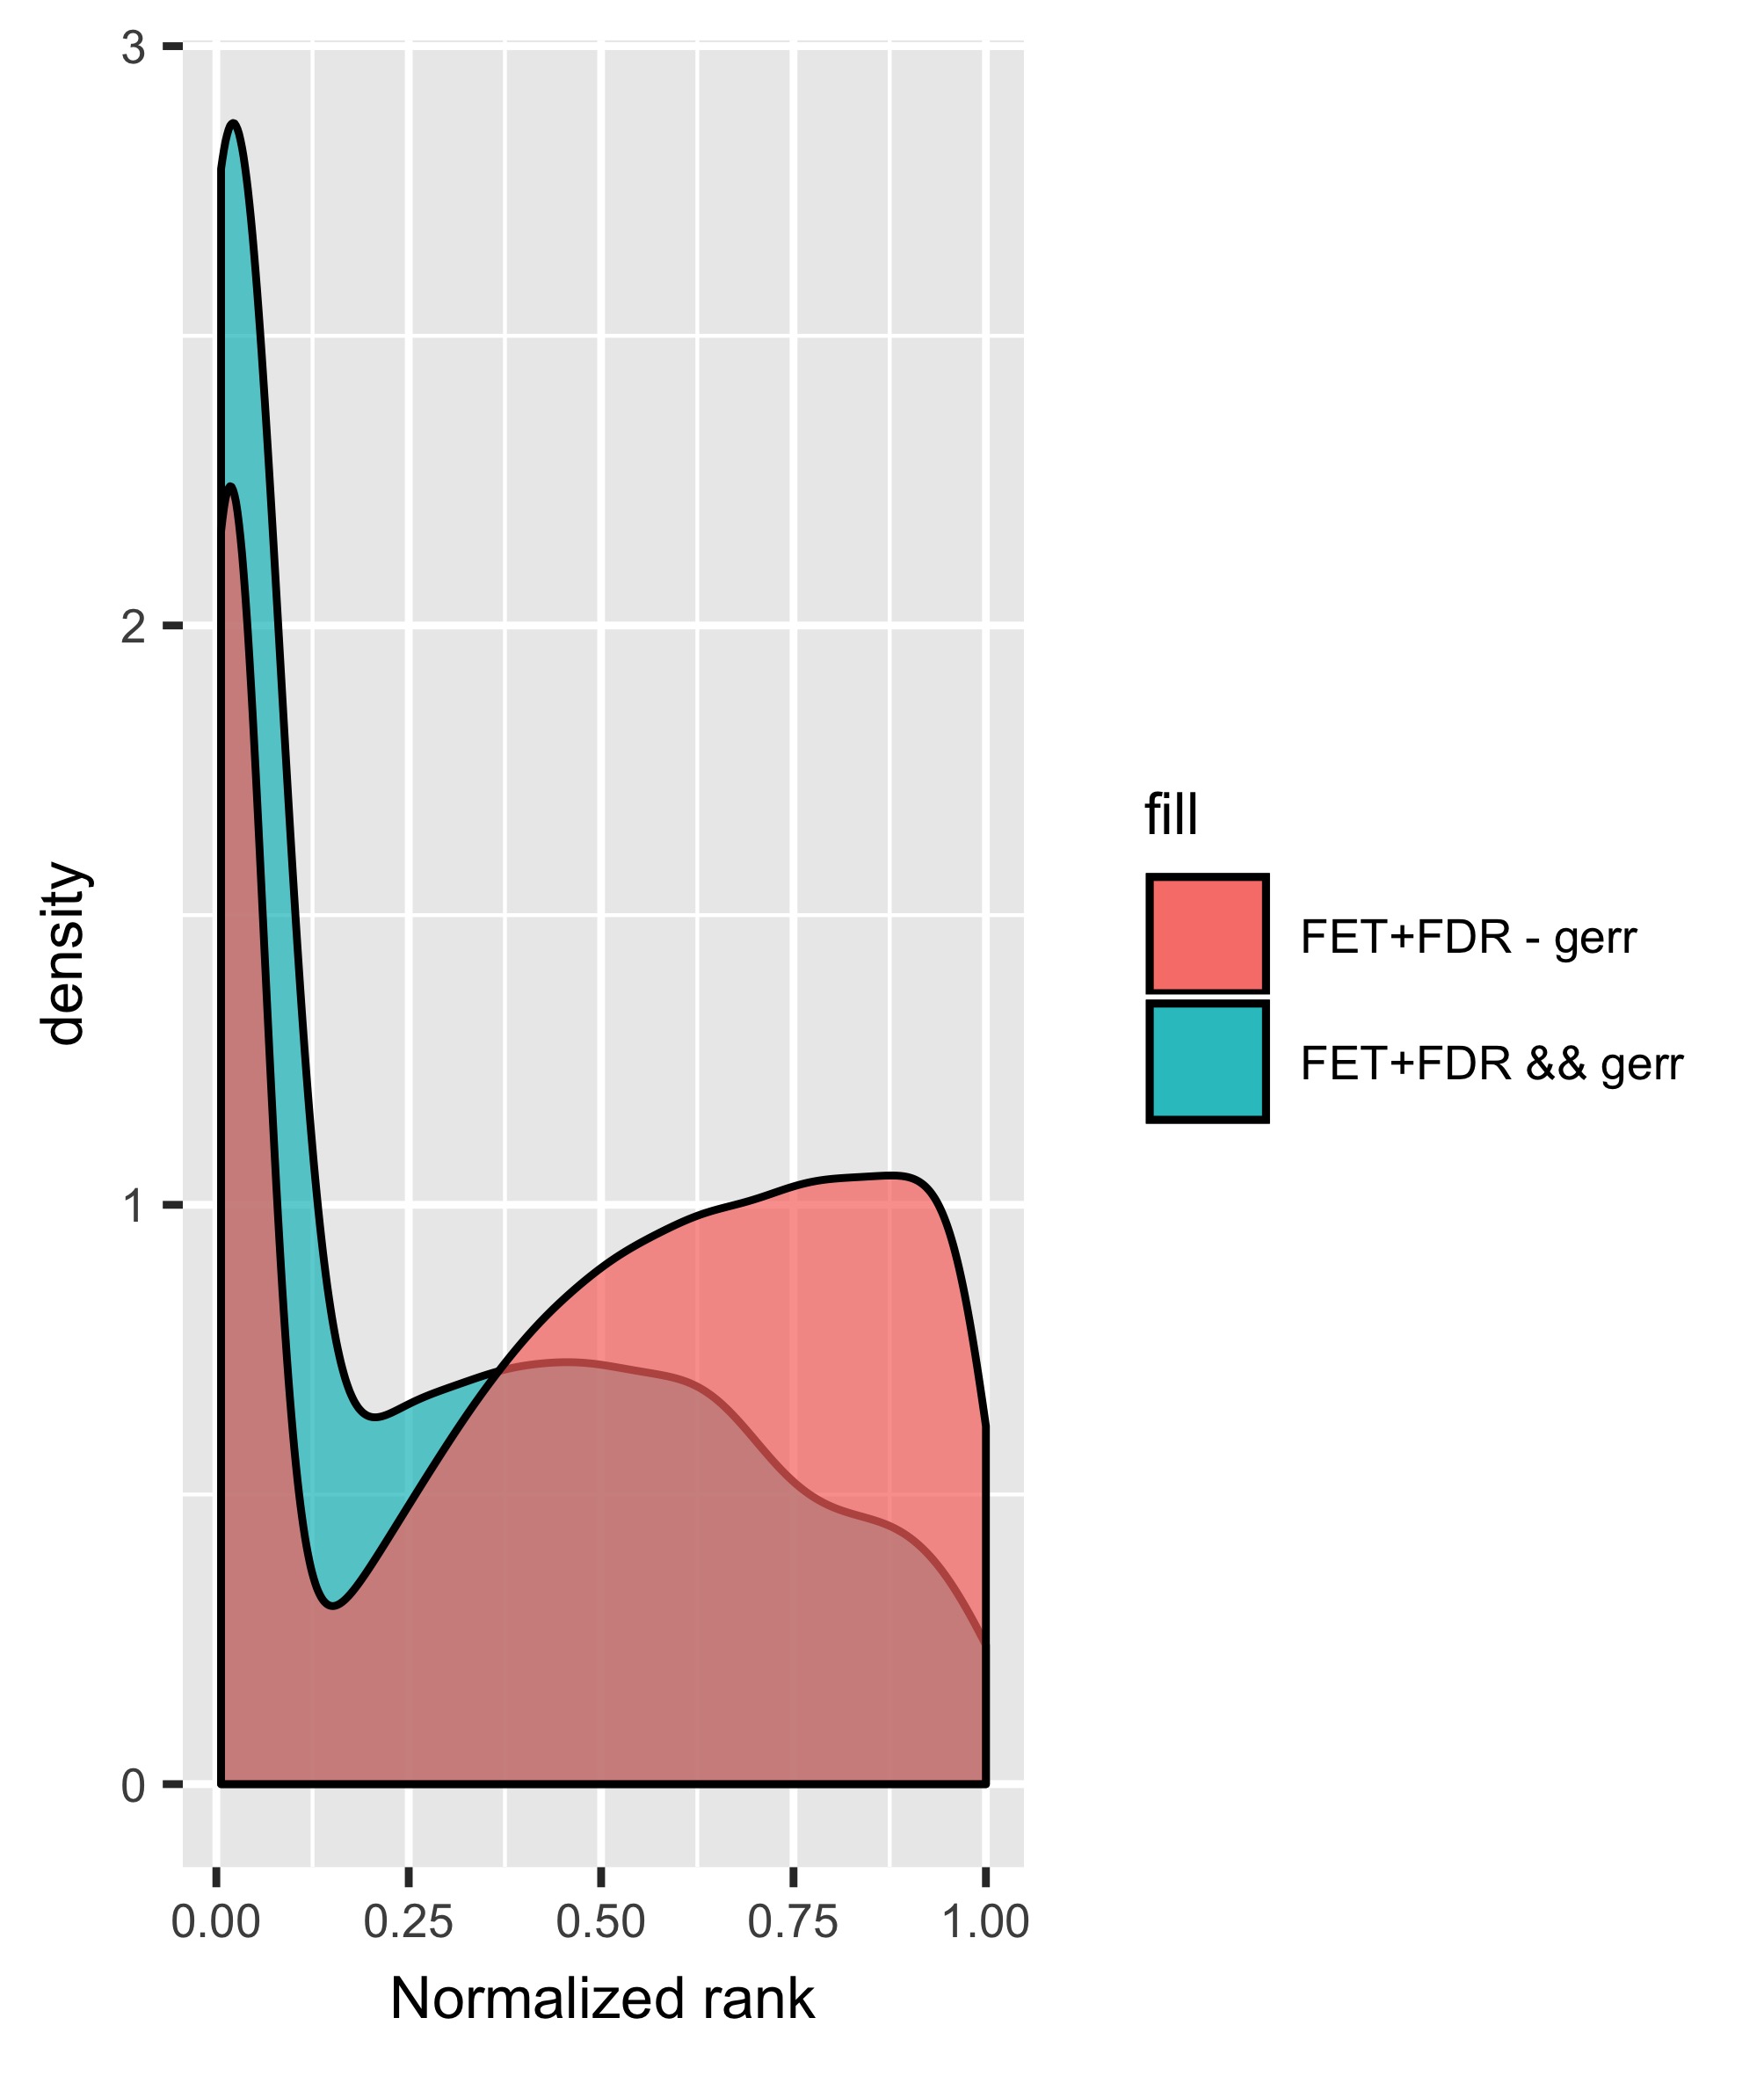 3
2
1
0
density
0.00 0.25 0.50 0.75 1.00
Normalized rank
fill
FET+FDR - gerr
FET+FDR && gerr